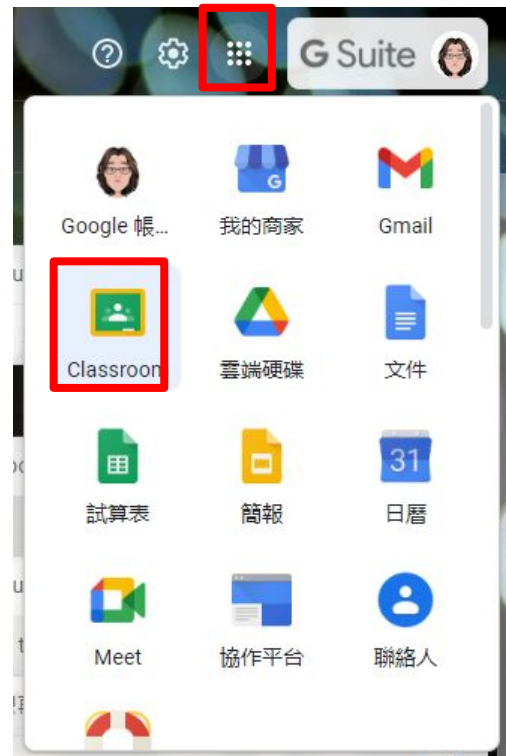 G Suite
Google 帳... 我的商家 Gmail
Classroom 雲端硬碟 文件
31
試算表 簡報 日曆
Meet 協作平台 聯絡人